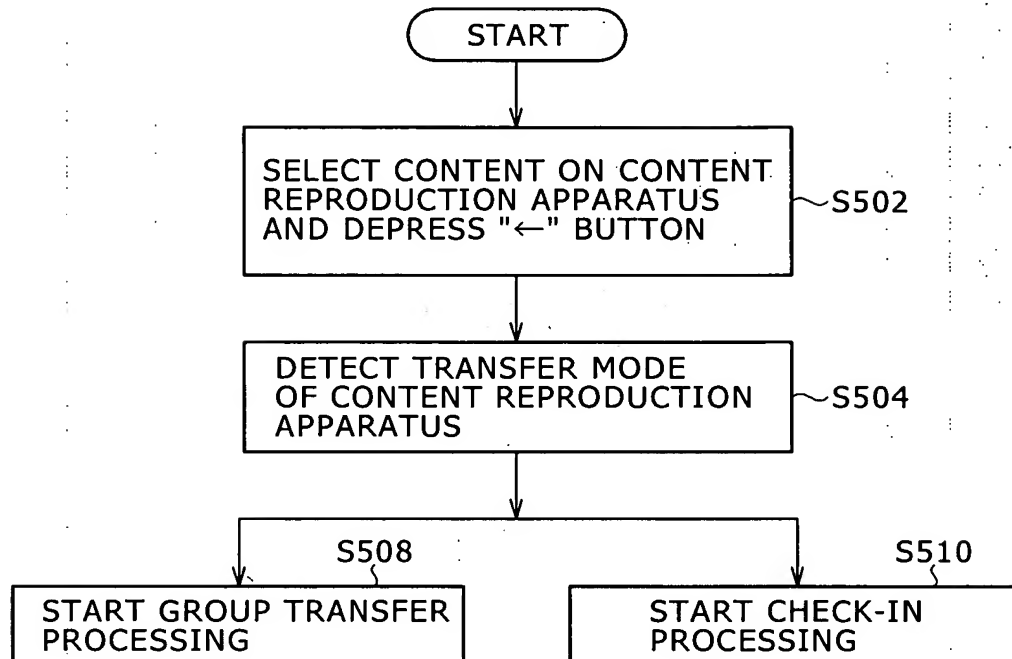 START
SELECT CONTENT ON CONTENT
REPRODUCTION APPARATUS
AND DEPRESS "←" BUTTON
S502
DETECT TRANSFER MODE
OF CONTENT REPRODUCTION
APPARATUS
S504
S508
START GROUP TRANSFER
PROCESSING
S510
START CHECK-IN
PROCESSING